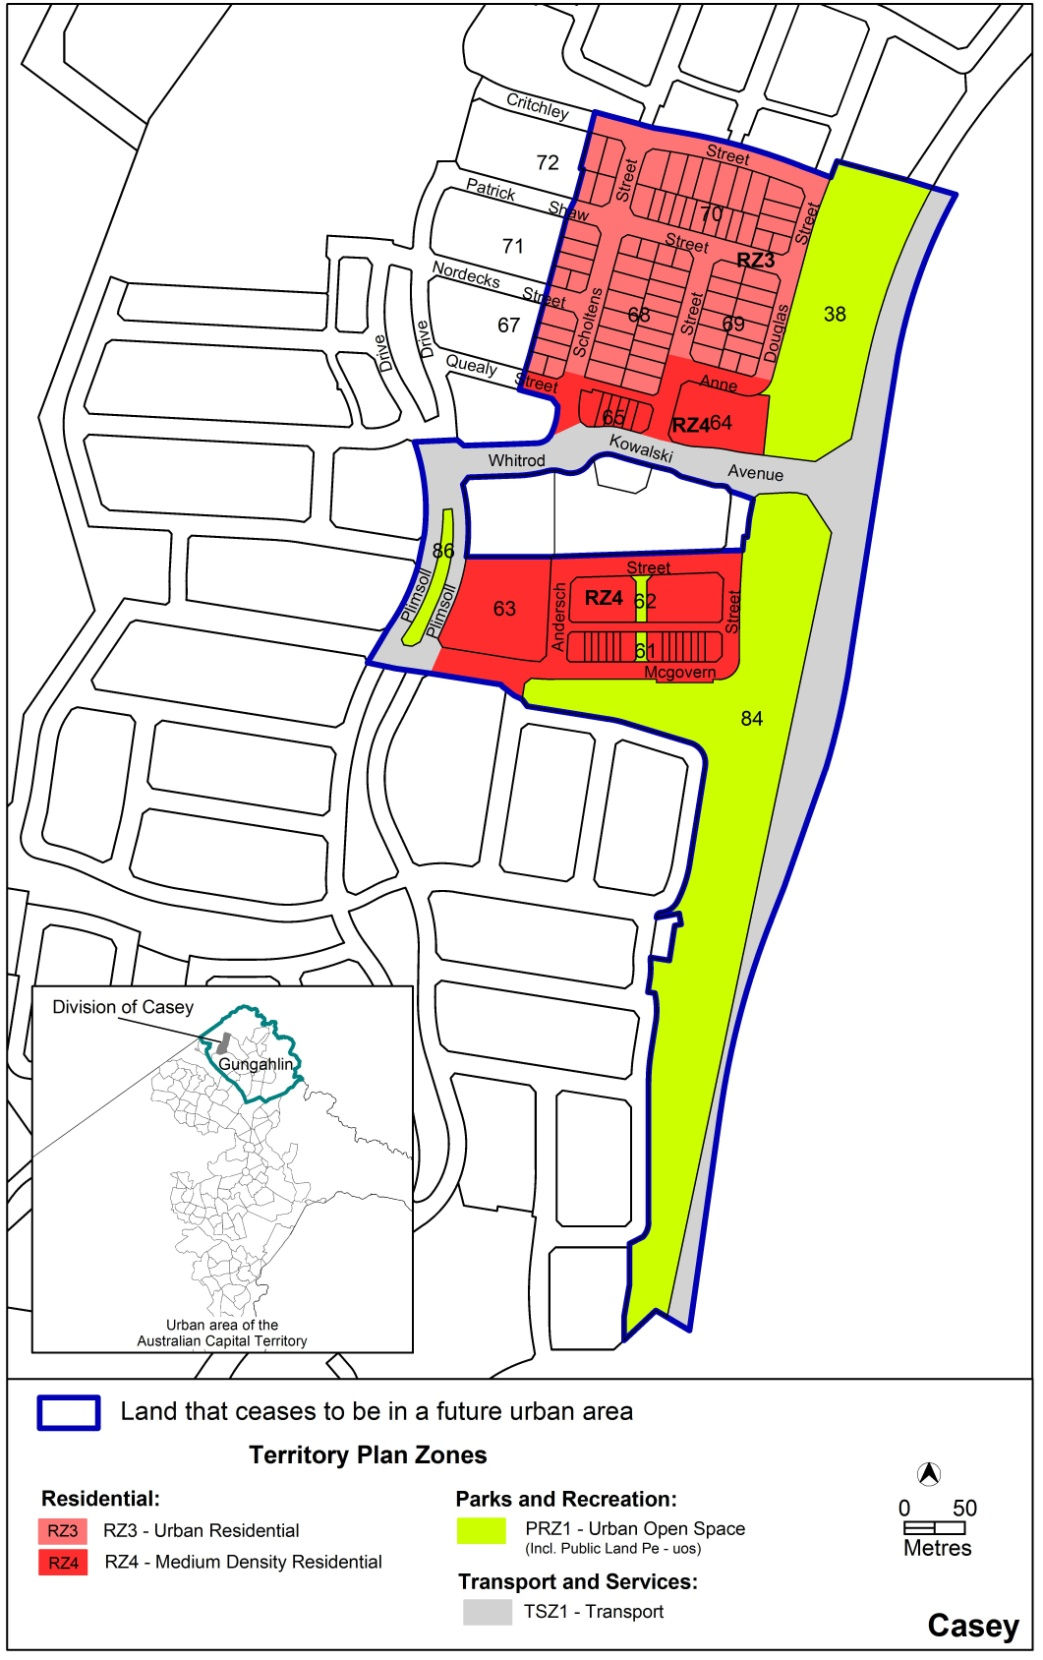 Critchley
Street
72
Street
Patrick
Shaw
70
Street
71
Street
RZ3
Nordecks
Street
38
67
Scholtens
68
Street
69
Douglas
Drive
Drive
Quealy
Street
Anne
65
RZ4 64
Kowalski
Whitrod
Avenue
86
Plimsoll
Plimsoll
63
Andersch
Street
RZ4
62
Street
61
Mcgovern
84
Division of Casey
Gungahlin
Urban area of the
Australian Capital Territory
Land that ceases to be in a future urban area
Territory Plan Zones
Residential:
RZ3 RZ3 - Urban Residential
RZ4 RZ4 - Medium Density Residential
Parks and Recreation:
PRZ1 - Urban Open Space
(Incl. Public Land Pe - uos)
Transport and Services:
TSZ1 - Transport
0 50
Metres
Casey